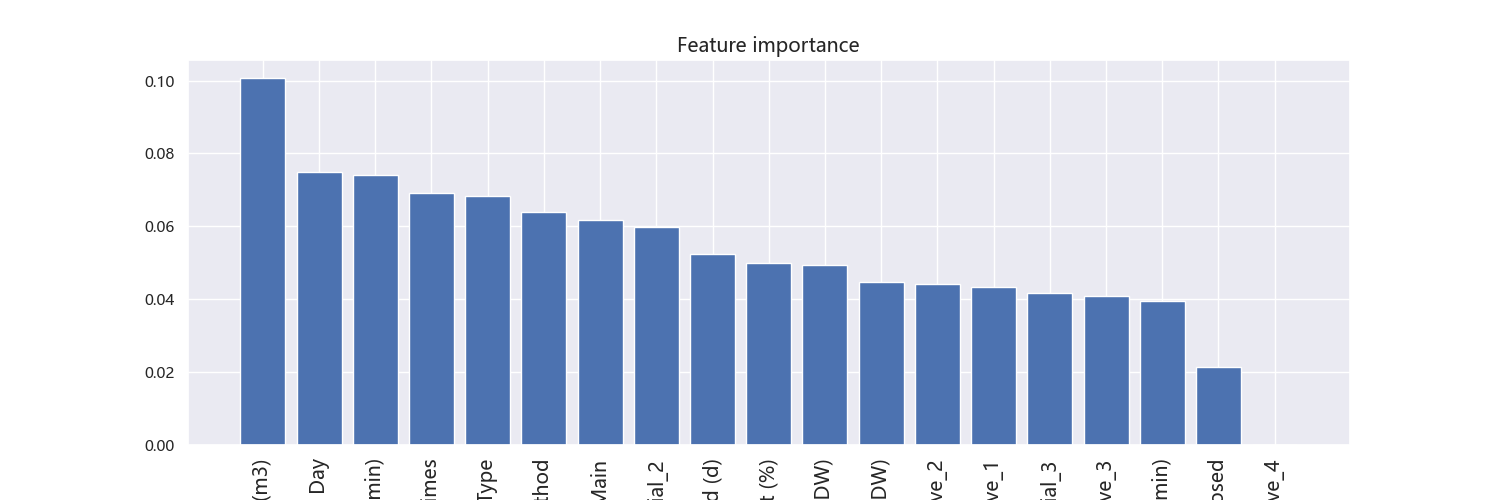 Feature importance
0.10
0.08
0.06
0.04
0.02
0.00
(m3)
Day
min)
imes
Type
thod
Main
ial_2
d (d)
t (%)
DW)
DW)
ve_2
ve_1
ial_3
ve_3
min)
osed
ve_4